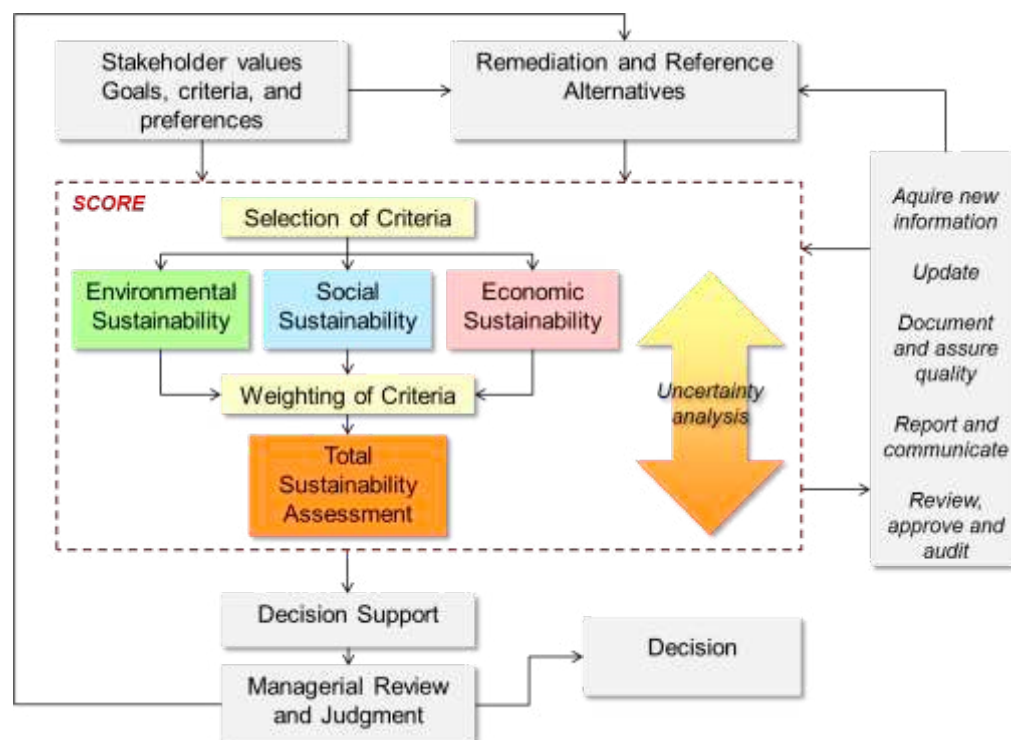 Stakeholder values
Goals, criteria, and
preferences
Remediation and Reference
Alternatives
SCORE
Selection of Criteria
Environmental
Sustainability
Social
Sustainability
Economic
Sustainability
Weighting of Criteria
Total
Sustainability
Assessment
Uncertainty
analysis
Aquire new
information
Update
Document
and assure
quality
Report and
communicate
Review,
approve and
audit
Decision Support
Managerial Review
and Judgment
Decision